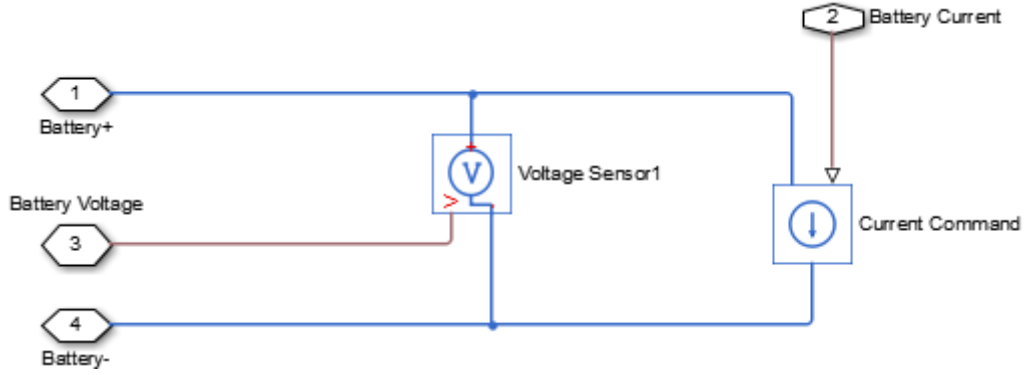 2
Battery Current
1
Battery+
V
Voltage Sensor1
Battery Voltage
3
Current Command
4
Battery-